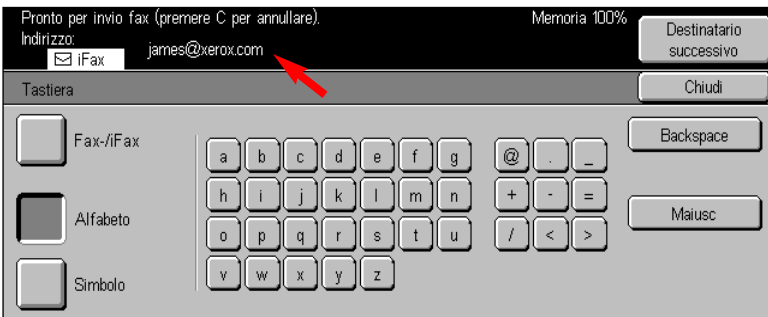 Pronto per invio fax (premere C per annullare).
Memoria 100%
Destinatario
successivo
Indirizzo:
iFax
james@xerox.com
Tastiera
Chiudi
Fax-/iFax
Alfabeto
Simbolo
a b c d e f g
h i j k l m n
o p q r s t u
v w x y z
@ . _
+ - =
/ < >
Backspace
Maiusc